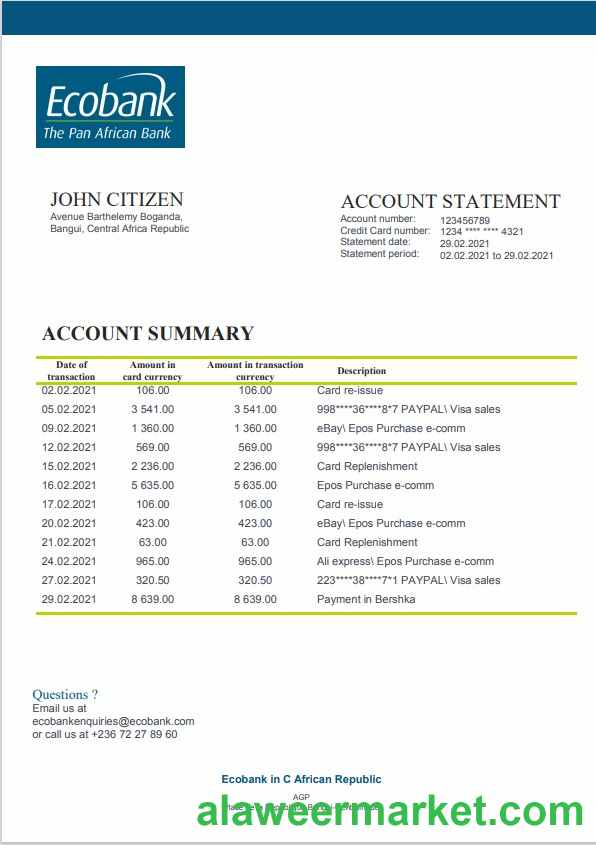 Ecobank
The Pan African Bank
JOHN CITIZEN
Avenue Barthelemy Boganda,
Bangui, Central Africa Republic
ACCOUNT STATEMENT
Account number: 123456789
Credit Card number: 1234 **** **** 4321
Statement date: 29.02.2021
Statement period: 02.02.2021 to 29.02.2021
ACCOUNT SUMMARY
Date of transaction Amount in card currency Amount in transaction currency Description
02.02.2021 106.00 106.00 Card re-issue
05.02.2021 3 541.00 3 541.00 998****36****8*7 PAYPAL\ Visa sales
09.02.2021 1 360.00 1 360.00 eBay\ Epos Purchase e-comm
12.02.2021 569.00 569.00 998****36****8*7 PAYPAL\ Visa sales
15.02.2021 2 236.00 2 236.00 Card Replenishment
16.02.2021 5 635.00 5 635.00 Epos Purchase e-comm
17.02.2021 106.00 106.00 Card re-issue
20.02.2021 423.00 423.00 eBay\ Epos Purchase e-comm
21.02.2021 63.00 63.00 Card Replenishment
24.02.2021 965.00 965.00 Ali express\ Epos Purchase e-comm
27.02.2021 320.50 320.50 223****38****7*1 PAYPAL\ Visa sales
29.02.2021 8 639.00 8 639.00 Payment in Bershka
Questions ?
Email us at
ecobankenquiries@ecobank.com
or call us at +236 72 27 89 60
Ecobank in C African Republic
AGP
alaweermarket.com